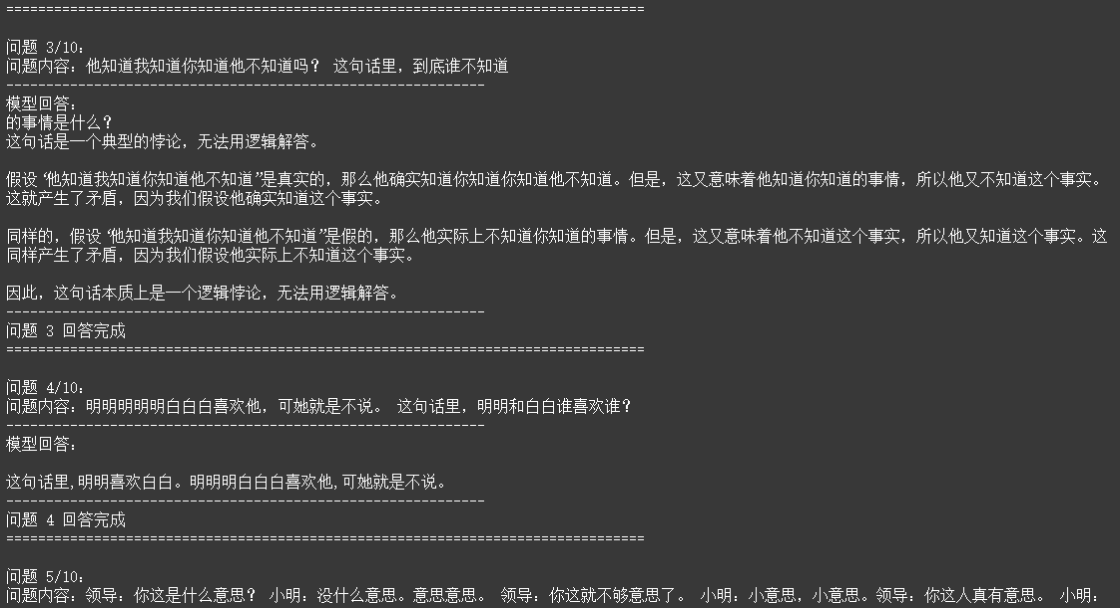 ================================================================================
问题 3/10:
问题内容: 他知道我知道你知道他不知道吗? 这句话里, 到底谁不知道
------------------------------------------------------------
模型回答:
的事情是什么?
这句话是一个典型的悖论, 无法用逻辑解答。
假设“他知道我知道你知道他不知道”是真实的, 那么他确实知道你知道你知道他不知道。但是, 这又意味着他知道你知道的事情, 所以他又不知道这个事实。
这就产生了矛盾, 因为我们假设他确实知道这个事实。
同样的, 假设“他知道我知道你知道他不知道”是假的, 那么他实际上不知道你知道的事情。但是, 这又意味着他不知道这个事实, 所以他又知道这个事实。这
同样产生了矛盾, 因为我们假设他实际上不知道这个事实。
因此, 这句话本质上是一个逻辑悖论, 无法用逻辑解答。
------------------------------------------------------------
问题 3 回答完成
================================================================================
问题 4/10:
问题内容: 明明明明明白白白喜欢他, 可她就是不说。 这句话里, 明明和白白谁喜欢谁?
------------------------------------------------------------
模型回答:
这句话里,明明喜欢白白。明明明白白白喜欢他,可她就是不说。
------------------------------------------------------------
问题 4 回答完成
================================================================================
问题 5/10:
问题内容: 领导: 你这是什么意思? 小明: 没什么意思。意思意思。 领导: 你这就不够意思了。 小明: 小意思, 小意思。领导: 你这人真有意思。 小明: